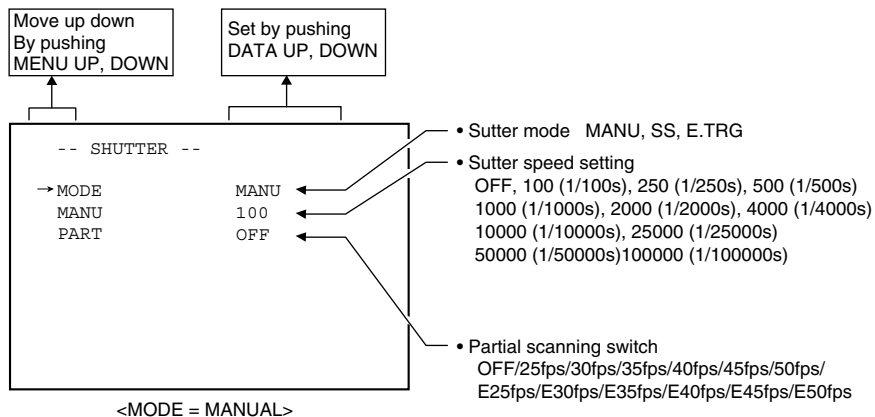 Move up down
By pushing
MENU UP, DOWN
Set by pushing
DATA UP, DOWN
-- SHUTTER --
→MODE MANU
MANU 100
PART OFF
• Sutter mode MANU, SS, E.TRG
• Sutter speed setting
OFF, 100 (1/100s), 250 (1/250s), 500 (1/500s)
1000 (1/1000s), 2000 (1/2000s), 4000 (1/4000s)
10000 (1/10000s), 25000 (1/25000s)
50000 (1/50000s)100000 (1/100000s)
• Partial scanning switch
OFF/25fps/30fps/35fps/40fps/45fps/50fps/
E25fps/E30fps/E35fps/E40fps/E45fps/E50fps
<MODE = MANUAL>